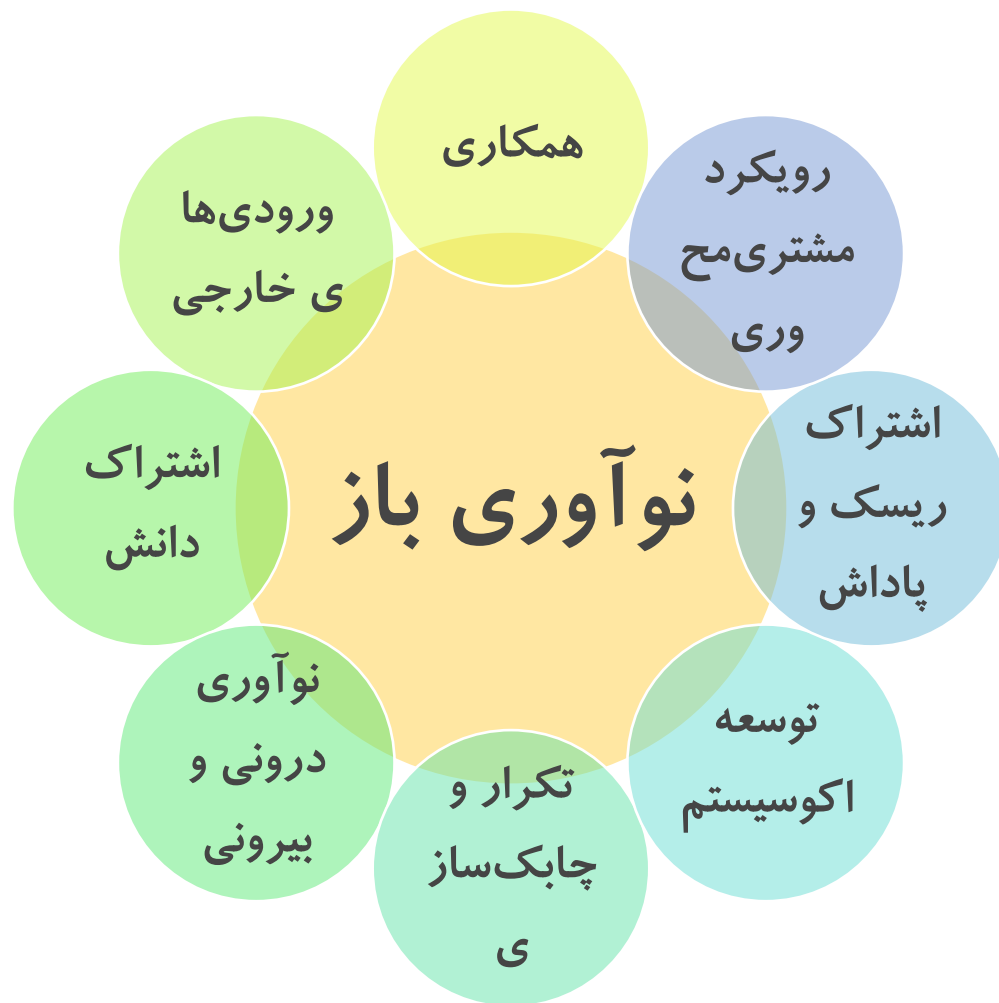 همکاری
رویکرد
مشتری‌مح
وری
اشتراک
ریسک و
پاداش
توسعه
اکوسیستم
تکرار و
چابک‌ساز
ی
نوآوری
درونی و
بیرونی
اشتراک
دانش
ورودی‌ها
ی خارجی
نوآوری باز